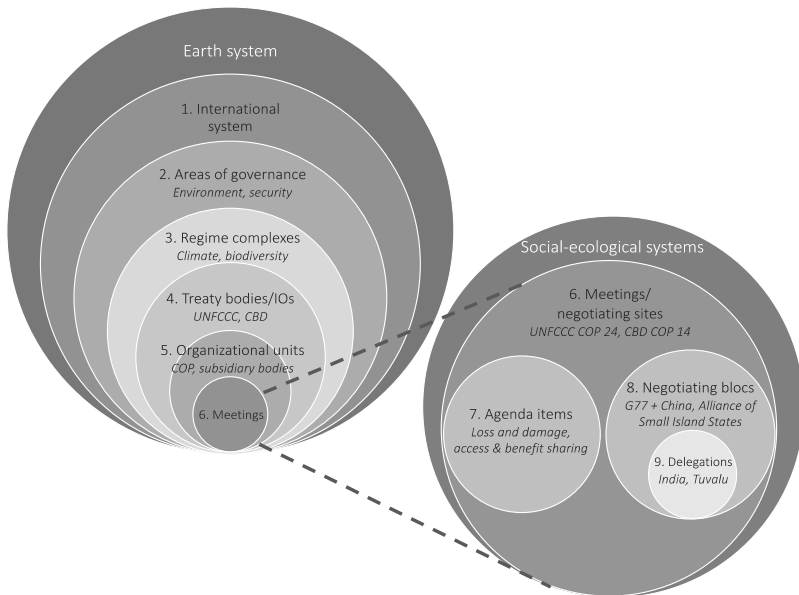 Earth system
1. International
system
2. Areas of governance
Environment, security
3. Regime complexes
Climate, biodiversity
4. Treaty bodies/IOs
UNFCCC, CBD
5. Organizational units
COP, subsidiary bodies
6. Meetings
Social-ecological systems
6. Meetings/
negotiating sites
UNFCCC COP 24, CBD COP 14
7. Agenda items
Loss and damage,
access & benefit sharing
8. Negotiating blocs
G77 + China, Alliance of
Small Island States
9. Delegations
India, Tuvalu